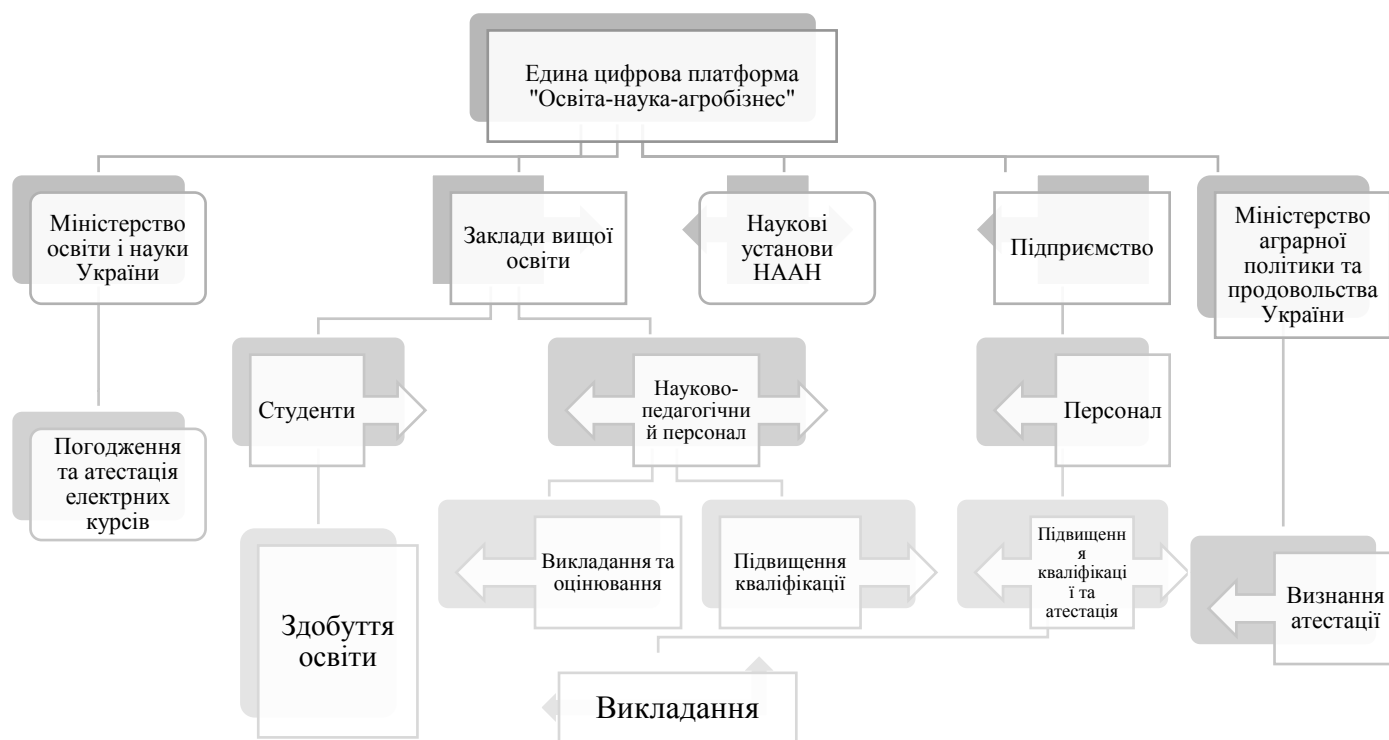 Единa цифрова платформа
"Освіта-наука-агробізнес"
Міністерство
освіти і науки
України
Заклади вищої
освіти
Наукові
установи
НААН
Підприємство
Міністерство
аграрної
політики та
продовольства
України
Студенти
Науково-
педагогічни
й персонал
Персонал
Погодження
та атестація
електрних
курсів
Викладання та
оцінювання
Підвищення
кваліфікації
Підвищенн
я
кваліфікаці
ї та
атестація
Визнання
атестації
Здобуття
освіти
Викладання